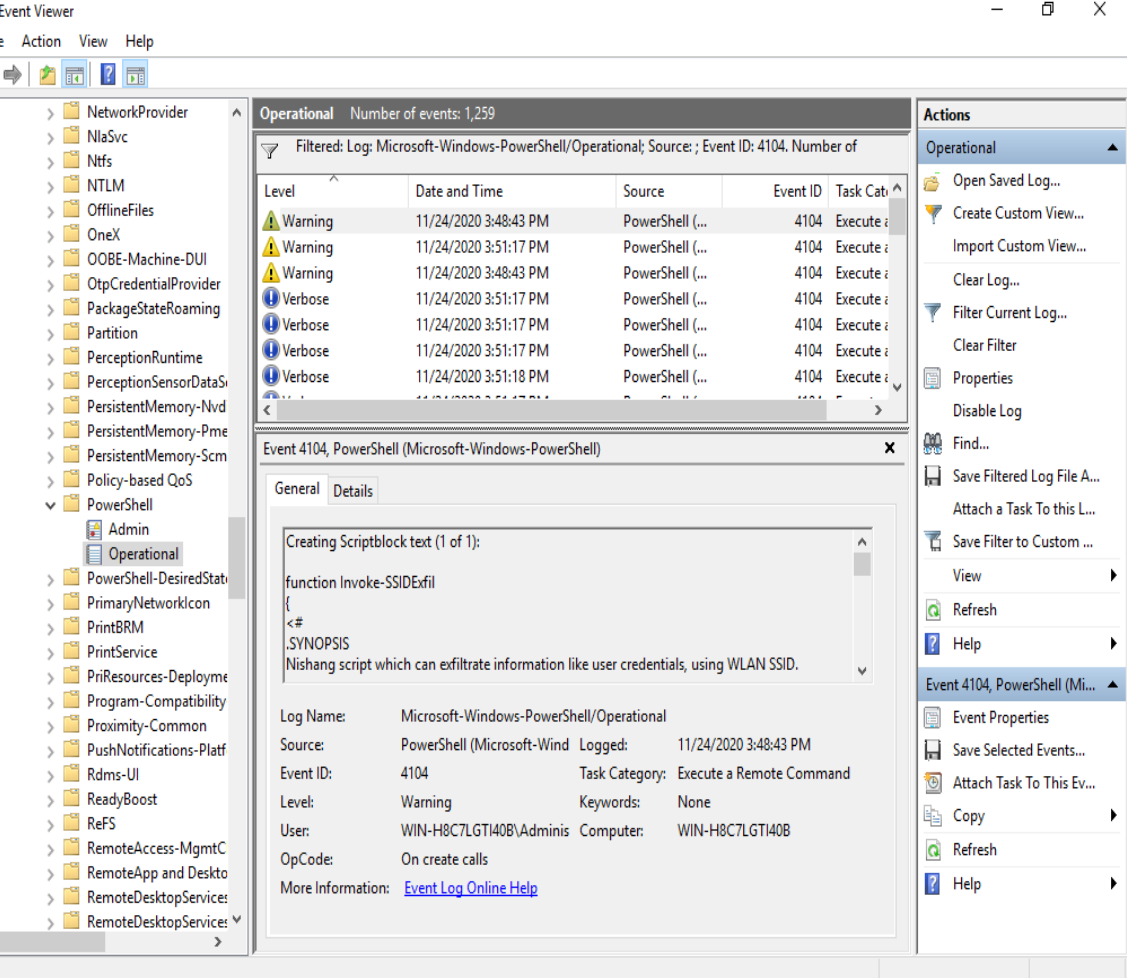 Event Viewer
Action View Help
NetworkProvider
NlaSvc
Ntfs
NTLM
OfflineFiles
OneX
OOBE-Machine-DUI
OtpCredentialProvider
PackageStateRoaming
Partition
PerceptionRuntime
PerceptionSensorDataS
PersistentMemory-Nvd
PersistentMemory-Pme
PersistentMemory-Scm
Policy-based QoS
PowerShell
Admin
Operational
PowerShell-DesiredStat
PrimaryNetworkIcon
PrintBRM
PrintService
PriResources-Deployme
Program-Compatibility
Proximity-Common
PushNotifications-Platf
Rdms-UI
ReadyBoost
ReFS
RemoteAccess-MgmtC
RemoteApp and Deskto
RemoteDesktopServices
RemoteDesktopServices
Operational Number of events: 1,259
Filtered: Log: Microsoft-Windows-PowerShell/Operational; Source: ; Event ID: 4104. Number of
Level Date and Time Source Event ID Task Cat
Warning 11/24/2020 3:48:43 PM PowerShell (... 4104 Execute a
Warning 11/24/2020 3:51:17 PM PowerShell (... 4104 Execute a
Warning 11/24/2020 3:48:43 PM PowerShell (... 4104 Execute a
Verbose 11/24/2020 3:51:17 PM PowerShell (... 4104 Execute a
Verbose 11/24/2020 3:51:17 PM PowerShell (... 4104 Execute a
Verbose 11/24/2020 3:51:17 PM PowerShell (... 4104 Execute a
Verbose 11/24/2020 3:51:18 PM PowerShell (... 4104 Execute a
Event 4104, PowerShell (Microsoft-Windows-PowerShell)
General Details
Creating Scriptblock text (1 of 1):
function Invoke-SSIDExfil
{
<#
.SYNOPSIS
Nishang script which can exfiltrate information like user credentials, using WLAN SSID.
Log Name: Microsoft-Windows-PowerShell/Operational
Source: PowerShell (Microsoft-Wind Logged: 11/24/2020 3:48:43 PM
Event ID: 4104 Task Category: Execute a Remote Command
Level: Warning Keywords: None
User: WIN-H8C7LGTI40B\Adminis Computer: WIN-H8C7LGTI40B
OpCode: On create calls
More Information: Event Log Online Help
Actions
Operational
Open Saved Log...
Create Custom View...
Import Custom View...
Clear Log...
Filter Current Log...
Clear Filter
Properties
Disable Log
Find...
Save Filtered Log File A...
Attach a Task To this L...
Save Filter to Custom ...
View
Refresh
Help
Event 4104, PowerShell (Mi...
Event Properties
Save Selected Events...
Attach Task To This Ev...
Copy
Refresh
Help